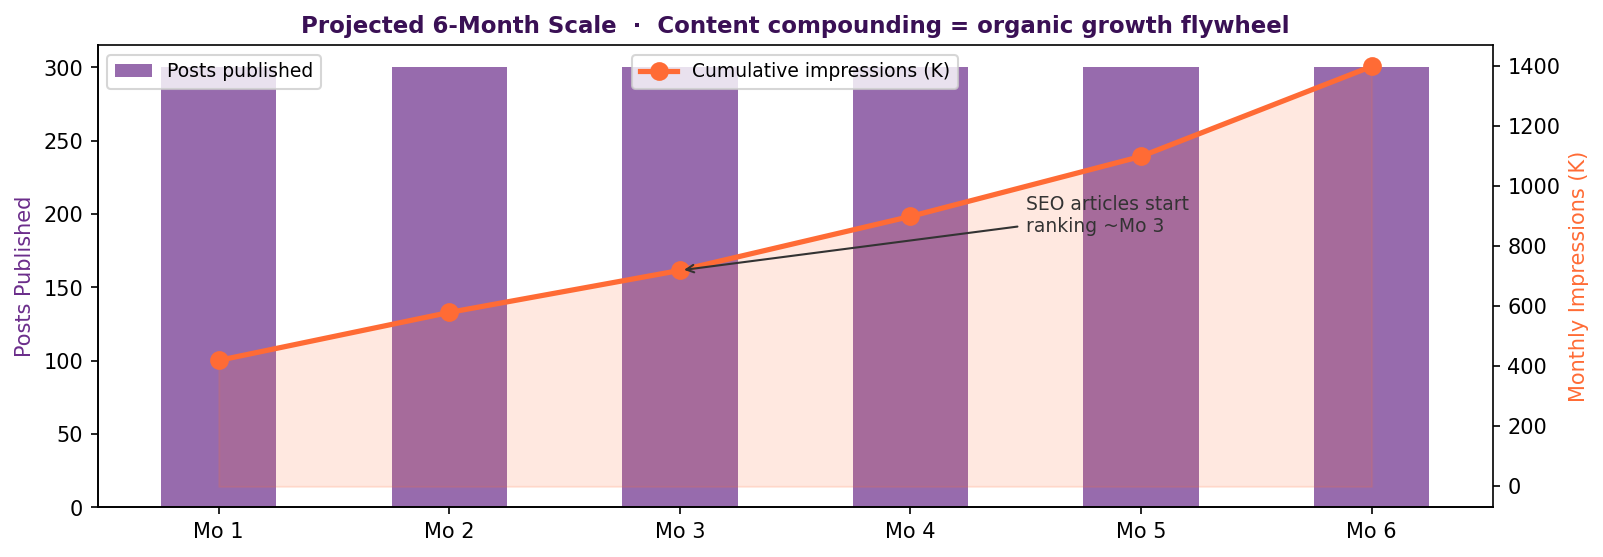 Projected 6-Month Scale  ·  Content compounding = organic growth flywheel
Posts published
Cumulative impressions (K)
Posts Published
300
250
200
150
100
50
0
SEO articles start
ranking ~Mo 3
1400
1200
1000
800
600
400
200
0
Monthly Impressions (K)
Mo 1
Mo 2
Mo 3
Mo 4
Mo 5
Mo 6